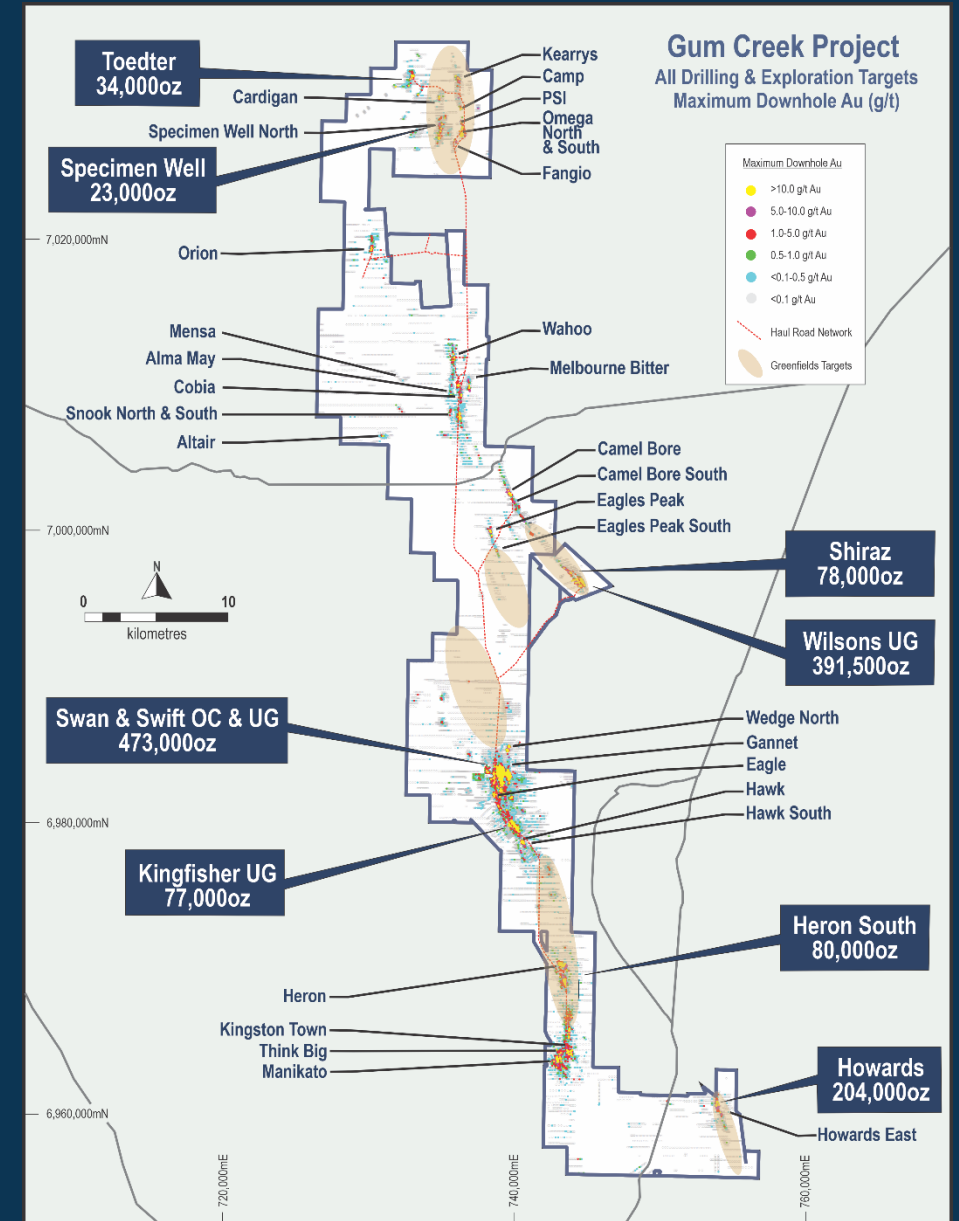 Gum Creek Project
All Drilling & Exploration Targets
Maximum Downhole Au (g/t)
Toedter
34,000oz
Cardigan
Specimen Well North
Specimen Well
23,000oz
Kearrys
Camp
PSI
Omega
North
& South
Fangio
Maximum Downhole Au
>10.0 g/t Au
5.0-10.0 g/t Au
1.0-5.0 g/t Au
0.5-1.0 g/t Au
<0.1-0.5 g/t Au
<0.1 g/t Au
Haul Road Network
Greenfields Targets
7,020,000mN
Orion
Mensa
Alma May
Cobia
Snook North & South
Altair
Wahoo
Melbourne Bitter
Camel Bore
Camel Bore South
Eagles Peak
Eagles Peak South
7,000,000mN
Shiraz
78,000oz
N
0 10
kilometres
Wilsons UG
391,500oz
Swan & Swift OC & UG
473,000oz
Wedge North
Gannet
Eagle
Hawk
Hawk South
6,980,000mN
Kingfisher UG
77,000oz
Heron South
80,000oz
Heron
Kingston Town
Think Big
Manikato
Howards
204,000oz
6,960,000mN
Howards East
720,000mE
740,000mE
760,000mE